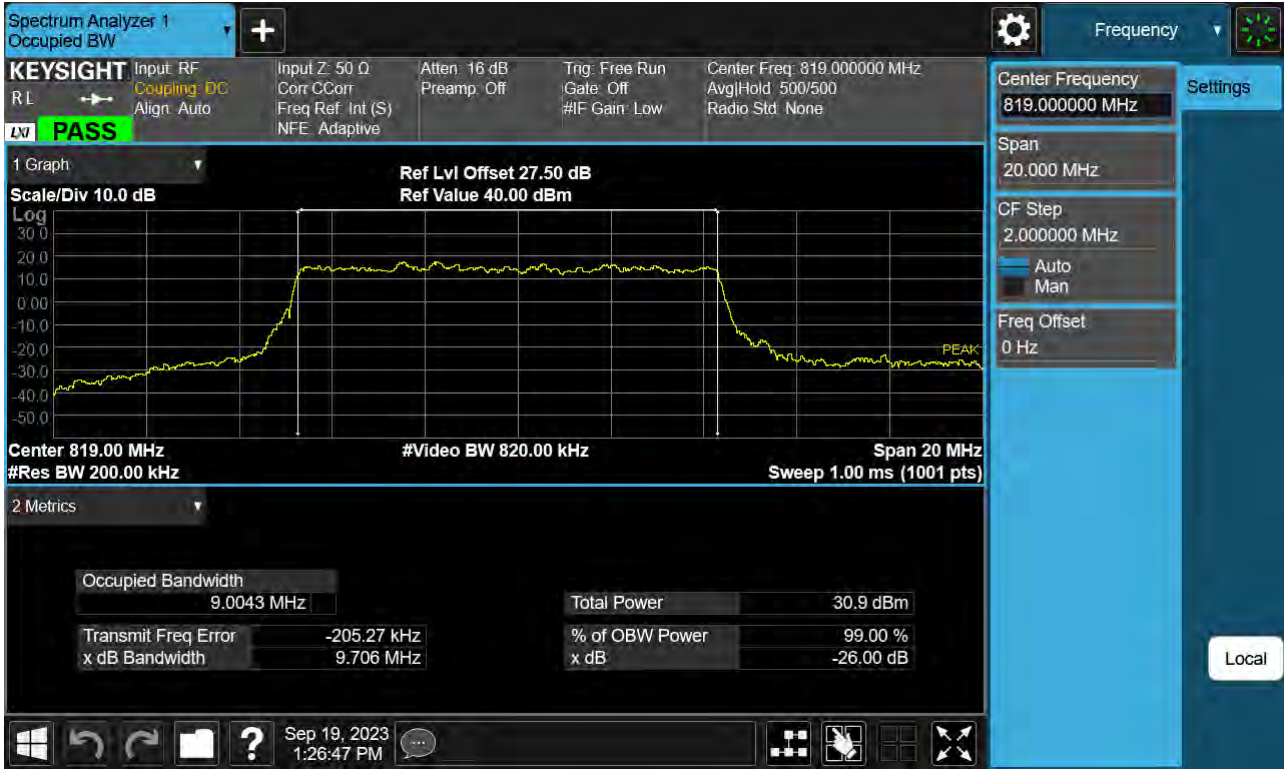 Spectrum Analyzer 1
Occupied BW
Frequency
KEYSIGHT
R L
LXI PASS
Input: RF
Coupling: DC
Align: Auto
Input Z: 50 Ω
Corr CCorr
Freq Ref: Int (S)
NFE: Adaptive
Atten: 16 dB
Preamp: Off
Trig: Free Run
Gate: Off
#IF Gain: Low
Center Freq: 819.000000 MHz
Avg|Hold: 500/500
Radio Std: None
1 Graph
Scale/Div 10.0 dB
Ref Lvl Offset 27.50 dB
Ref Value 40.00 dBm
Log
30.0
20.0
10.0
0.00
-10.0
-20.0
-30.0
-40.0
-50.0
PEAK
Center 819.00 MHz
#Video BW 820.00 kHz
Span 20 MHz
#Res BW 200.00 kHz
Sweep 1.00 ms (1001 pts)
2 Metrics
Occupied Bandwidth
9.0043 MHz
Total Power 30.9 dBm
Transmit Freq Error -205.27 kHz
% of OBW Power 99.00 %
x dB Bandwidth 9.706 MHz
x dB -26.00 dB
Center Frequency
819.000000 MHz
Settings
Span
20.000 MHz
CF Step
2.000000 MHz
Auto
Man
Freq Offset
0 Hz
Local
?
Sep 19, 2023
1:26:47 PM